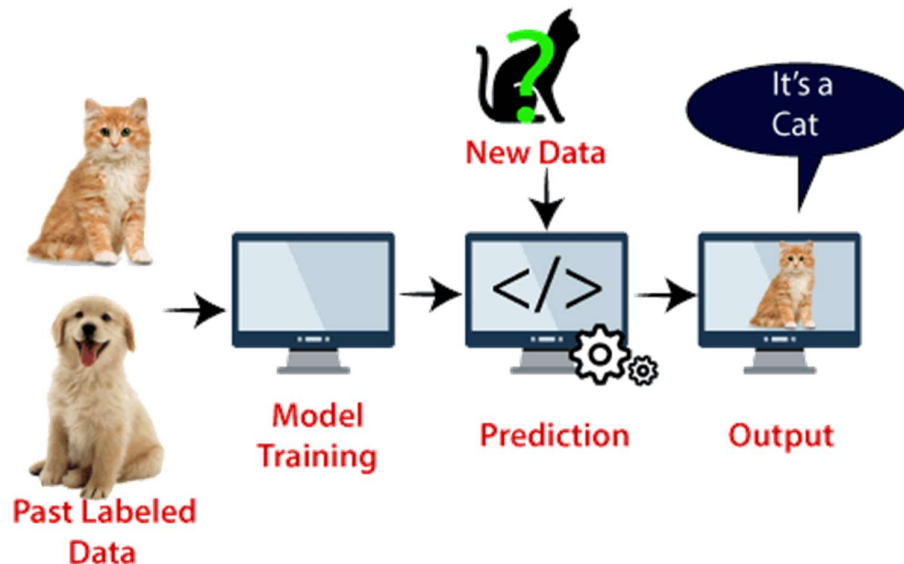 It's a
Cat
?
New Data
</>
Model
Training
Prediction
Output
Past Labeled
Data